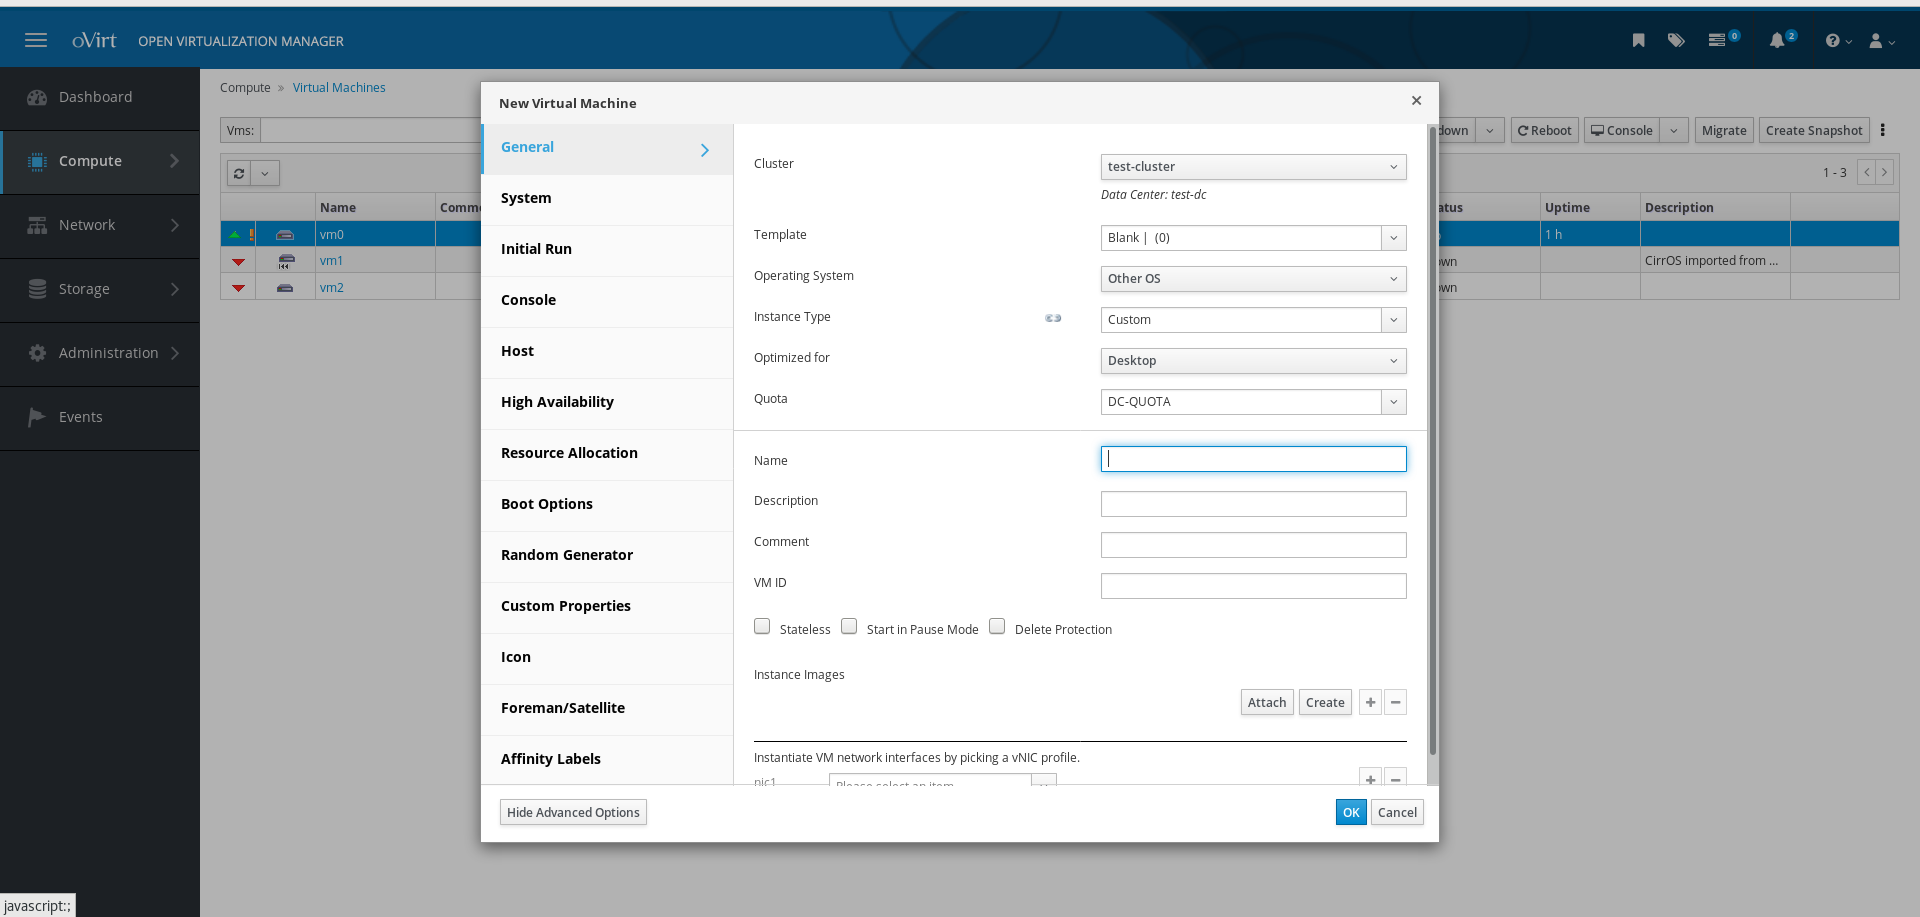 oVirt OPEN VIRTUALIZATION MANAGER
0
2
Dashboard
Compute
Network
Storage
Administration
Events
Compute » Virtual Machines
Vms:
down
Reboot
Console
Migrate
Create Snapshot
1 - 3
Name
Uptime
Description
vm0
1 h
vm1
CirrOS imported from ...
vm2
New Virtual Machine
General
System
Initial Run
Console
Host
High Availability
Resource Allocation
Boot Options
Random Generator
Custom Properties
Icon
Foreman/Satellite
Affinity Labels
Cluster
test-cluster
Data Center: test-dc
Template
Blank | (0)
Operating System
Other OS
Instance Type
Custom
Optimized for
Desktop
Quota
DC-QUOTA
Name
Description
Comment
VM ID
Stateless Start in Pause Mode Delete Protection
Instance Images
Attach Create
Instantiate VM network interfaces by picking a vNIC profile.
nic1 Please select an item
Hide Advanced Options
OK Cancel
javascript:;